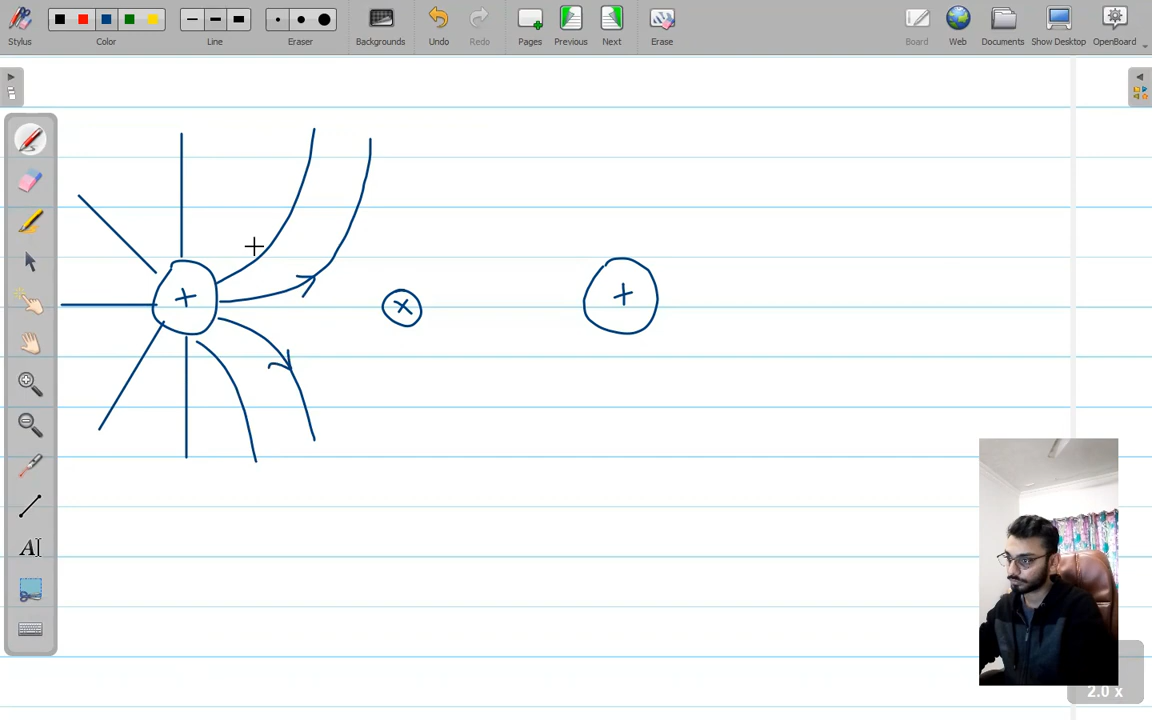 Stylus Color Line Eraser Backgrounds Undo Redo Pages Previous Next Erase Board Web Documents Show Desktop OpenBoard
+ × +
A
2.0 x